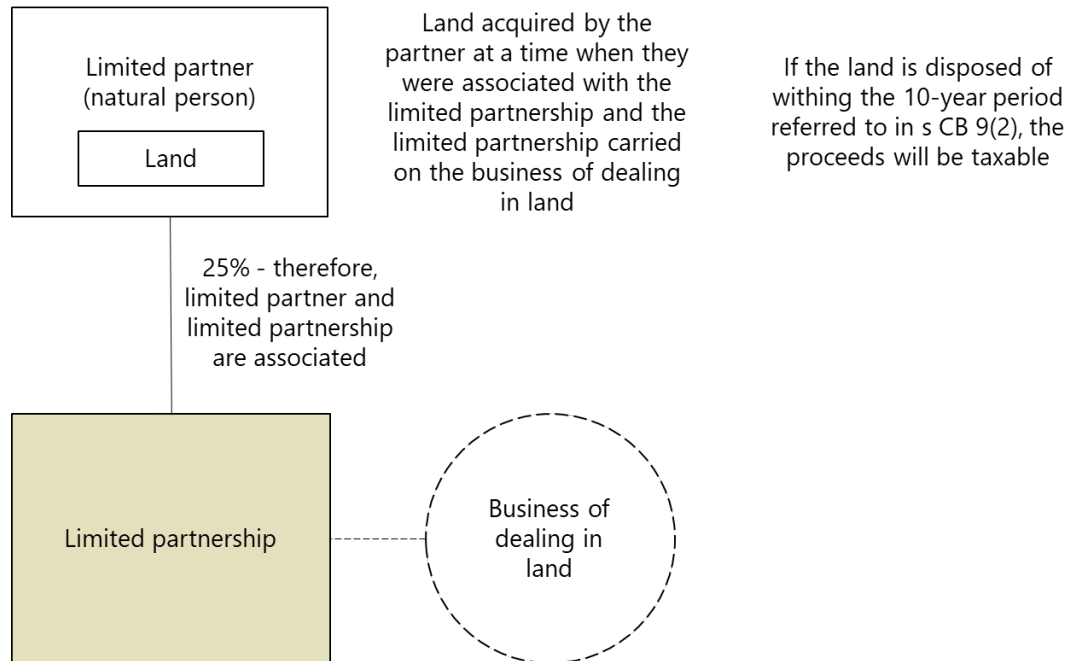 Limited partner
(natural person)
Land
Land acquired by the
partner at a time when they
were associated with the
limited partnership and the
limited partnership carried
on the business of dealing
in land
If the land is disposed of
withing the 10-year period
referred to in s CB 9(2), the
proceeds will be taxable
25% - therefore,
limited partner and
limited partnership
are associated
Limited partnership
Business of
dealing in
land